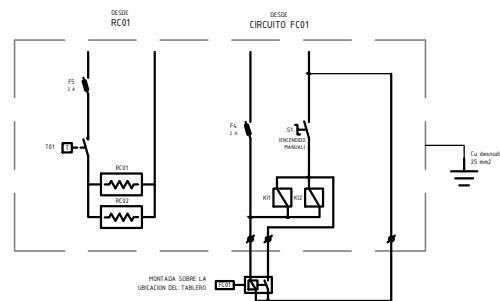 DESDE
RC01
DESDE
CIRCUITO FC01
F5
2 A
T01
T
RC01
RC02
F4
2 A
S1
(ENCENDIDO
MANUAL)
KI1
KI2
Cu desnudo
25 mm2
MONTADA SOBRE LA
UBICACION DEL TABLERO
FC01